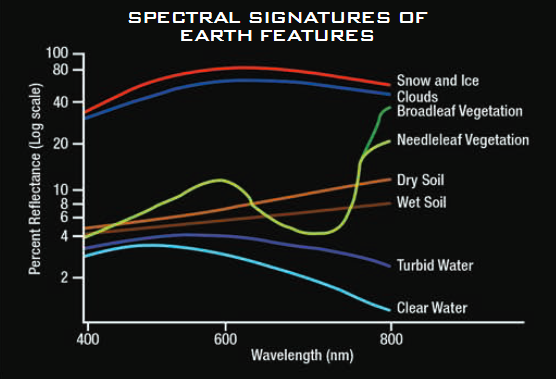 SPECTRAL SIGNATURES OF
EARTH FEATURES
100
80
40
20
10
8
6
4
2
Percent Reflectance (Log scale)
Snow and Ice
Clouds
Broadleaf Vegetation
Needleleaf Vegetation
Dry Soil
Wet Soil
Turbid Water
Clear Water
400
600
800
Wavelength (nm)